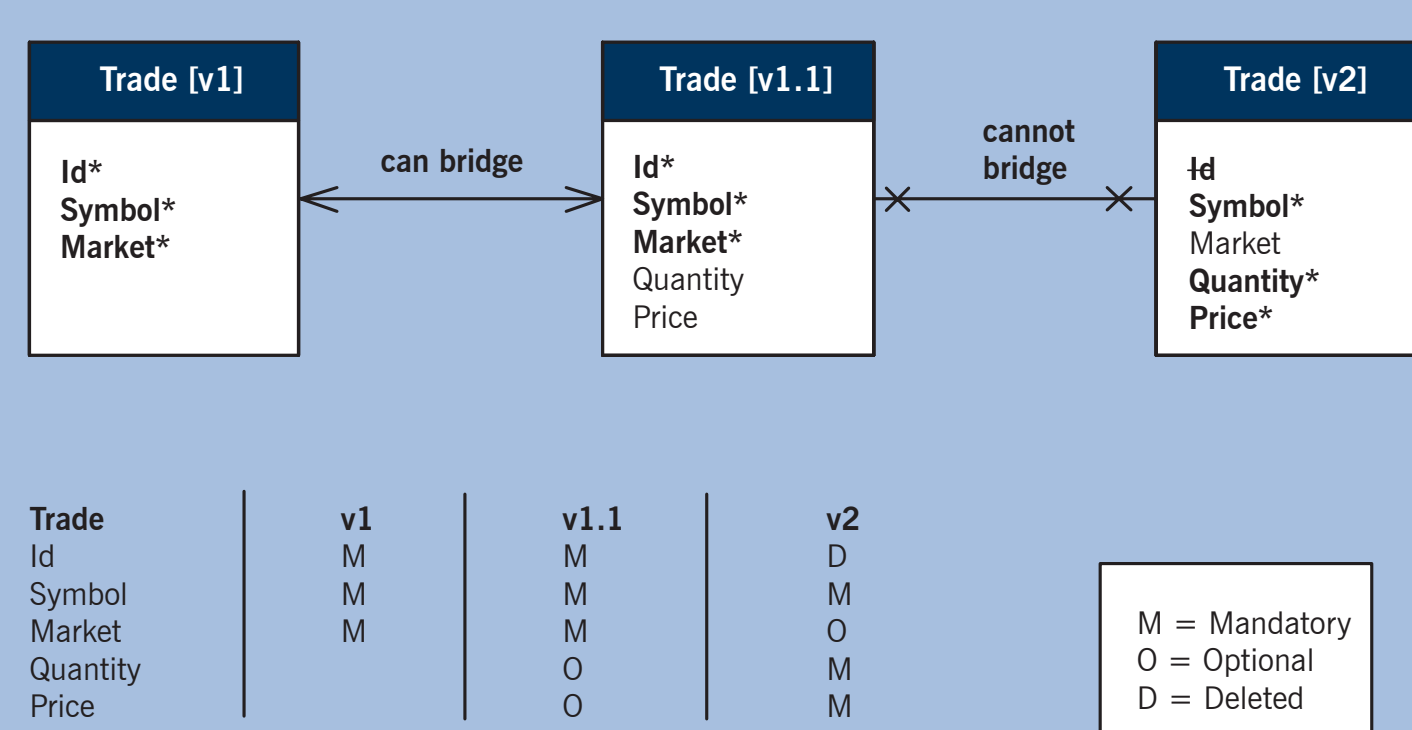 Trade [v1]
Id*
Symbol*
Market*
can bridge
Trade [v1.1]
Id*
Symbol*
Market*
Quantity
Price
cannot
bridge
Trade [v2]
Id
Symbol*
Market
Quantity*
Price*
Trade v1 v1.1 v2
Id M M D
Symbol M M M
Market M M O
Quantity O M
Price O M
M = Mandatory
O = Optional
D = Deleted